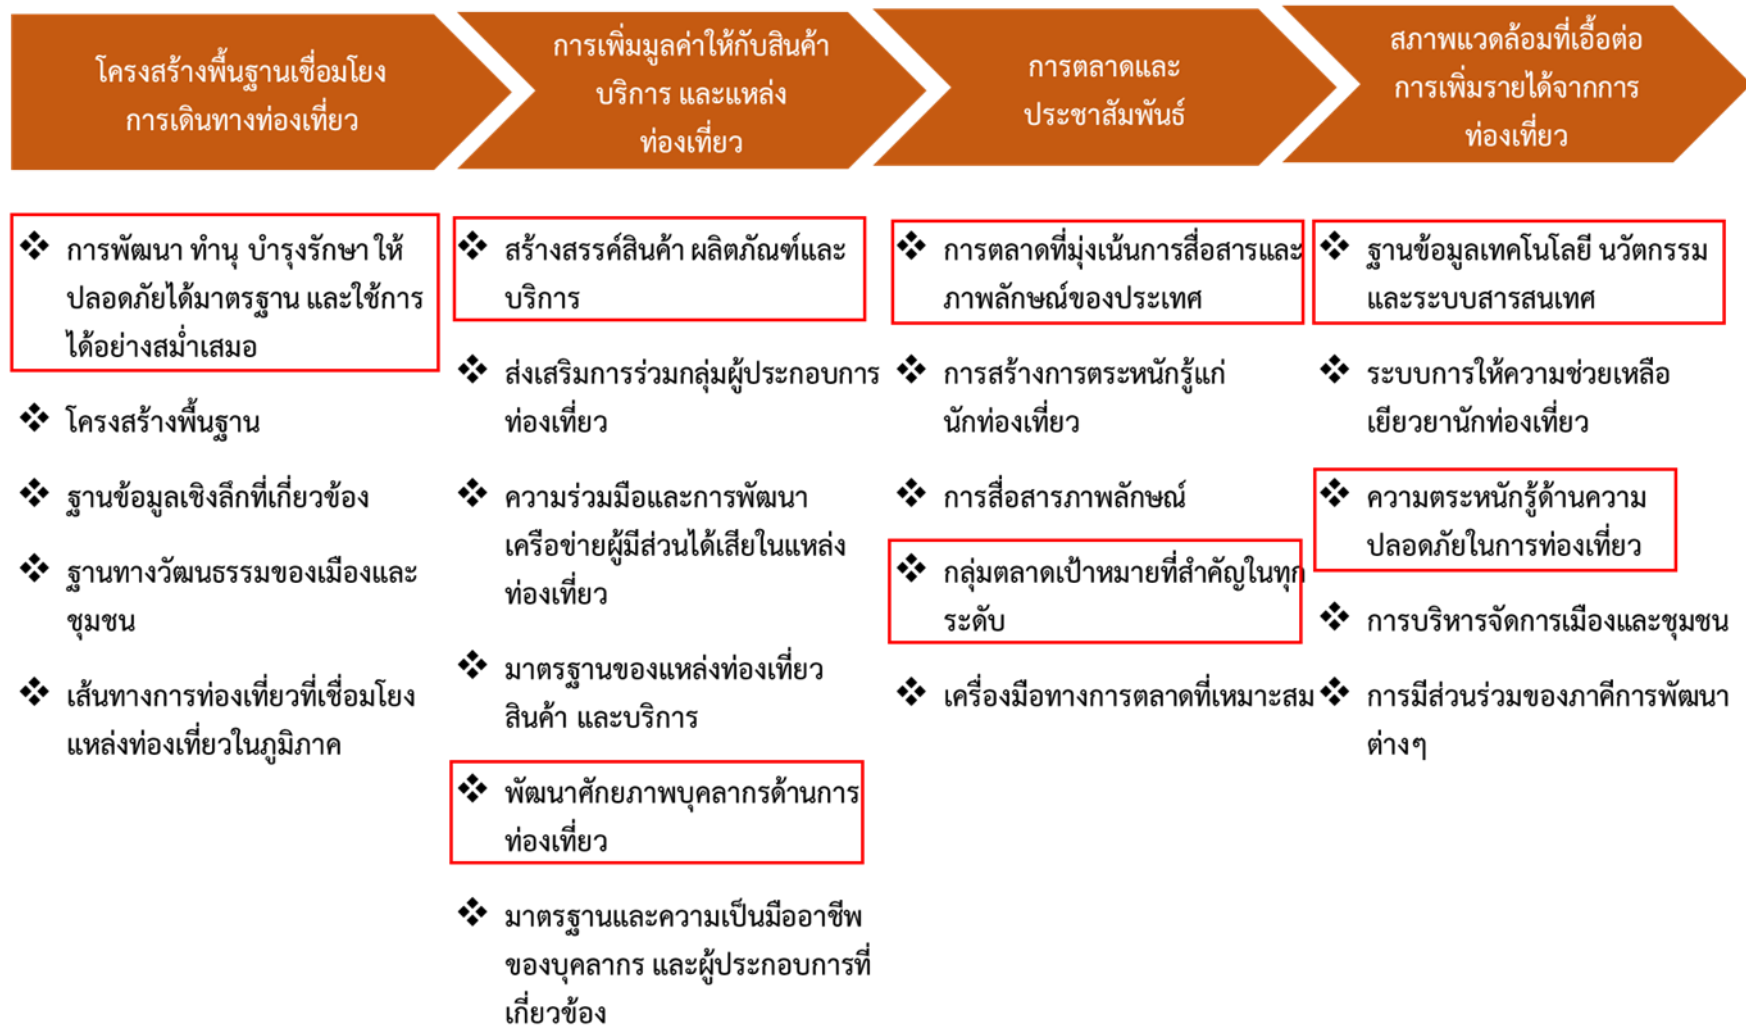 โครงสร้างพื้นฐานเชื่อมโยง
การเดินทางท่องเที่ยว
การเพิ่มมูลค่าให้กับสินค้า
บริการ และแหล่ง
ท่องเที่ยว
การตลาดและ
ประชาสัมพันธ์
สภาพแวดล้อมที่เอื้อต่อ
การเพิ่มรายได้จากการ
ท่องเที่ยว
❖ การพัฒนา ทำนุ บำรุงรักษา ให้
ปลอดภัยได้มาตรฐาน และใช้การ
ได้อย่างสม่ำเสมอ
❖ โครงสร้างพื้นฐาน
❖ ฐานข้อมูลเชิงลึกที่เกี่ยวข้อง
❖ ฐานทางวัฒนธรรมของเมืองและ
ชุมชน
❖ เส้นทางการท่องเที่ยวที่เชื่อมโยง
แหล่งท่องเที่ยวในภูมิภาค
❖ สร้างสรรค์สินค้า ผลิตภัณฑ์และ
บริการ
❖ ส่งเสริมการร่วมกลุ่มผู้ประกอบการ
ท่องเที่ยว
❖ ความร่วมมือและการพัฒนา
เครือข่ายผู้มีส่วนได้เสียในแหล่ง
ท่องเที่ยว
❖ มาตรฐานของแหล่งท่องเที่ยว
สินค้า และบริการ
❖ พัฒนาศักยภาพบุคลากรด้านการ
ท่องเที่ยว
❖ มาตรฐานและความเป็นมืออาชีพ
ของบุคลากร และผู้ประกอบการที่
เกี่ยวข้อง
❖ การตลาดที่มุ่งเน้นการสื่อสารและ
ภาพลักษณ์ของประเทศ
❖ การสร้างการตระหนักรู้แก่
นักท่องเที่ยว
❖ การสื่อสารภาพลักษณ์
❖ กลุ่มตลาดเป้าหมายที่สำคัญในทุก
ระดับ
❖ เครื่องมือทางการตลาดที่เหมาะสม
❖ ฐานข้อมูลเทคโนโลยี นวัตกรรม
และระบบสารสนเทศ
❖ ระบบการให้ความช่วยเหลือ
เยียวยานักท่องเที่ยว
❖ ความตระหนักรู้ด้านความ
ปลอดภัยในการท่องเที่ยว
❖ การบริหารจัดการเมืองและชุมชน
❖ การมีส่วนร่วมของภาคีการพัฒนา
ต่างๆ